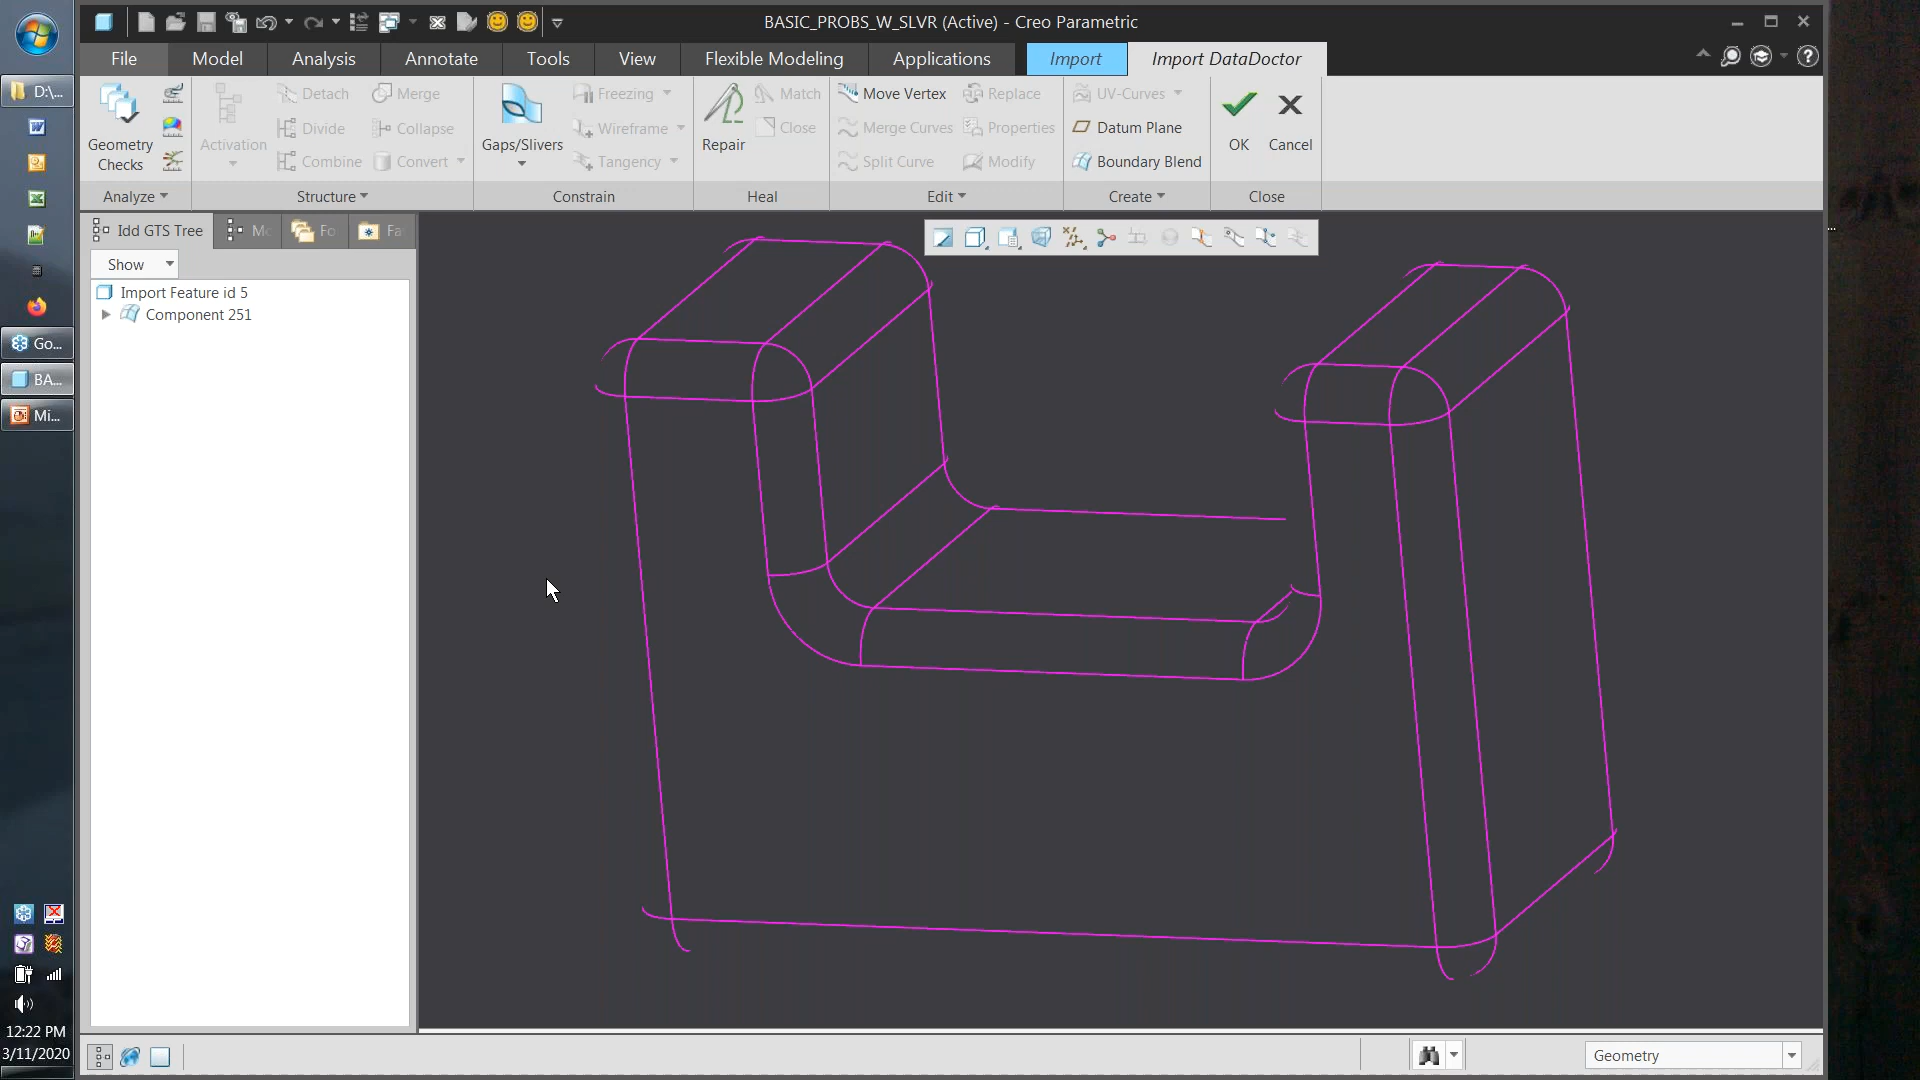 BASIC_PROBS_W_SLVR (Active) - Creo Parametric
File Model Analysis Annotate Tools View Flexible Modeling Applications Import Import DataDoctor
Geometry Checks
Activation
Detach
Divide
Combine
Merge
Collapse
Convert
Gaps/Slivers
Freezing
Wireframe
Tangency
Repair
Match
Close
Move Vertex
Merge Curves
Split Curve
Replace
Properties
Modify
UV-Curves
Datum Plane
Boundary Blend
OK
Cancel
Analyze Structure Constrain Heal Edit Create Close
Idd GTS Tree
Fo
Fa
Show
Import Feature id 5
Component 251
D:\...
Go...
BA...
Mi...
12:22 PM
3/11/2020
Geometry